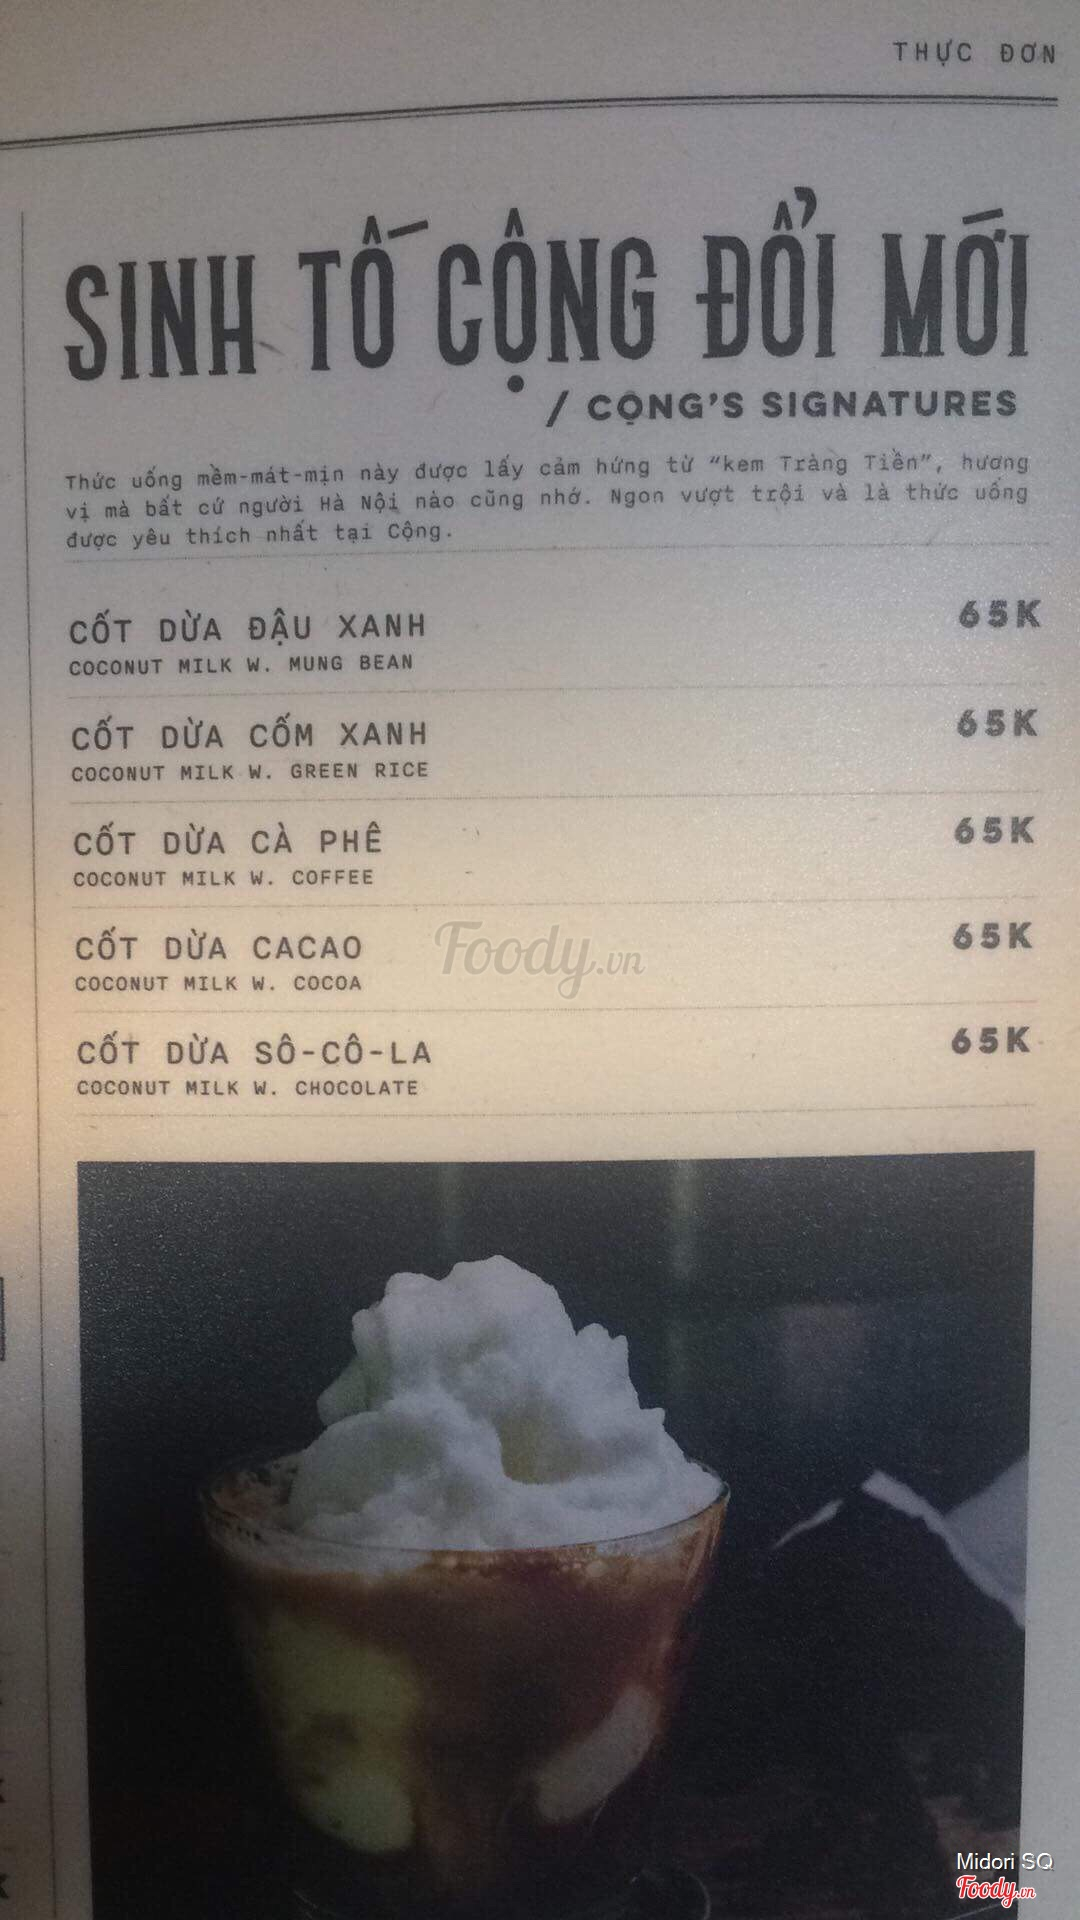 THỰC ĐƠN
SINH TỐ CỘNG ĐỔI MỚI
/ CỘNG'S SIGNATURES
Thức uống mềm-mát-mịn này được lấy cảm hứng từ “kem Tràng Tiền”, hương
vị mà bất cứ người Hà Nội nào cũng nhớ. Ngon vượt trội và là thức uống
được yêu thích nhất tại Cộng.
CỐT DỪA ĐẬU XANH 65K
COCONUT MILK W. MUNG BEAN
CỐT DỪA CỐM XANH 65K
COCONUT MILK W. GREEN RICE
CỐT DỪA CÀ PHÊ 65K
COCONUT MILK W. COFFEE
CỐT DỪA CACAO 65K
COCONUT MILK W. COCOA
Foody.vn
CỐT DỪA SÔ-CÔ-LA 65K
COCONUT MILK W. CHOCOLATE
Midori SQ
Foody.vn